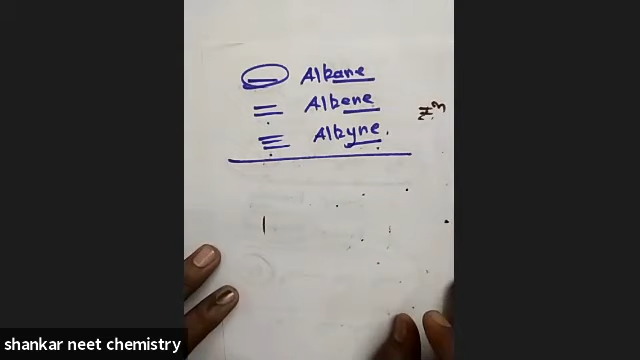 Alkane
Alkene
Alkyne.
shankar neet chemistry